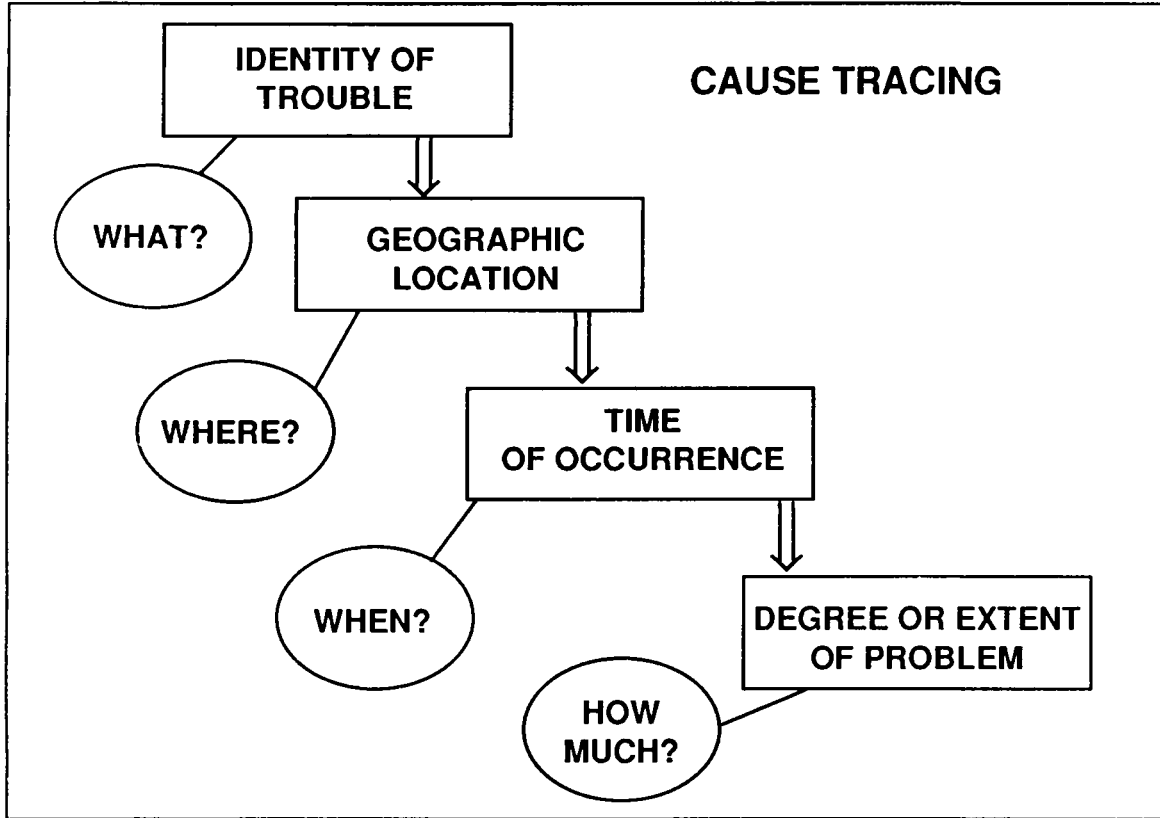 IDENTITY OF
TROUBLE
CAUSE TRACING
WHAT?
GEOGRAPHIC
LOCATION
WHERE?
TIME
OF OCCURRENCE
WHEN?
DEGREE OR EXTENT
OF PROBLEM
HOW
MUCH?